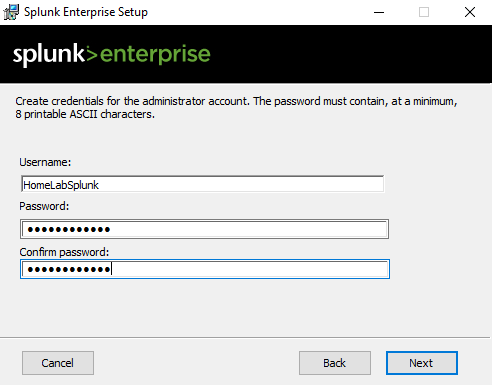 Splunk Enterprise Setup
splunk>enterprise
Create credentials for the administrator account. The password must contain, at a minimum,
8 printable ASCII characters.
Username:
HomeLabSplunk
Password:
••••••••••••
Confirm password:
••••••••••••
Cancel
Back
Next